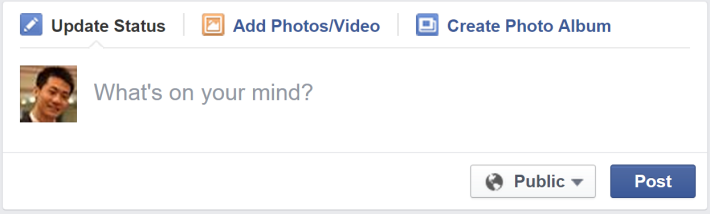 Update Status Add Photos/Video Create Photo Album
What's on your mind?
Public Post